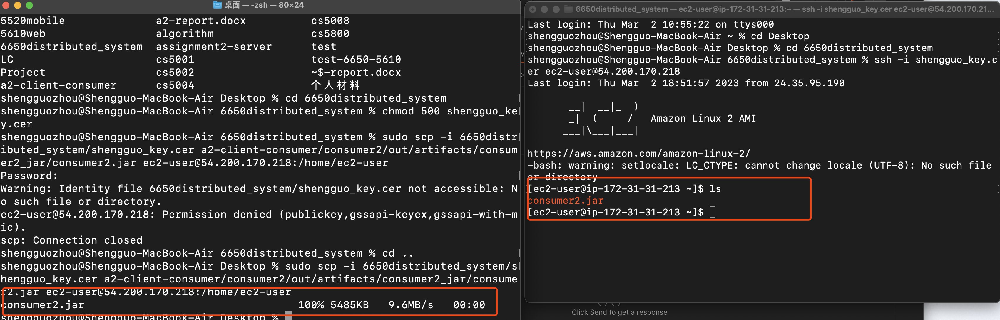 桌面 — -zsh — 80×24
5520mobile a2-report.docx cs5008
5610web algorithm cs5800
6650distributed_system assignment2-server test
LC cs5001 test-6650-5610
Project cs5002 ~$-report.docx
a2-client-consumer cs5004 个人材料
shengguozhou@Shengguo-MacBook-Air Desktop % cd 6650distributed_system
shengguozhou@Shengguo-MacBook-Air 6650distributed_system % chmod 500 shengguo_ke
y.cer
shengguozhou@Shengguo-MacBook-Air 6650distributed_system % sudo scp -i 6650distr
ibuted_system/shengguo_key.cer a2-client-consumer/consumer2/out/artifacts/consum
er2_jar/consumer2.jar ec2-user@54.200.170.218:/home/ec2-user
Password:
Warning: Identity file 6650distributed_system/shengguo_key.cer not accessible: N
o such file or directory.
ec2-user@54.200.170.218: Permission denied (publickey,gssapi-keyex,gssapi-with-m
ic).
scp: Connection closed
shengguozhou@Shengguo-MacBook-Air 6650distributed_system % cd ..
shengguozhou@Shengguo-MacBook-Air Desktop % sudo scp -i 6650distributed_system/s
hengguo_key.cer a2-client-consumer/consumer2/out/artifacts/consumer2_jar/consume
r2.jar ec2-user@54.200.170.218:/home/ec2-user
consumer2.jar 100% 5485KB 9.6MB/s 00:00
shengguozhou@Shengguo-MacBook-Air Desktop %
6650distributed_system — ec2-user@ip-172-31-31-213:~ — ssh -i shengguo_key.cer ec2-user@54.200.170.21...
Last login: Thu Mar  2 10:55:22 on ttys000
[shengguozhou@Shengguo-MacBook-Air ~ % cd Desktop ]
[shengguozhou@Shengguo-MacBook-Air Desktop % cd 6650distributed_system ]
[shengguozhou@Shengguo-MacBook-Air 6650distributed_system % ssh -i shengguo_key.c]
er ec2-user@54.200.170.218
Last login: Thu Mar  2 18:51:57 2023 from 24.35.95.190
__|  __|_  )
_|  (     /   Amazon Linux 2 AMI
___|\___|___|
https://aws.amazon.com/amazon-linux-2/
-bash: warning: setlocale: LC_CTYPE: cannot change locale (UTF-8): No such file
or directory
[[ec2-user@ip-172-31-31-213 ~]$ ls ]
consumer2.jar
[ec2-user@ip-172-31-31-213 ~]$
Click Send to get a response